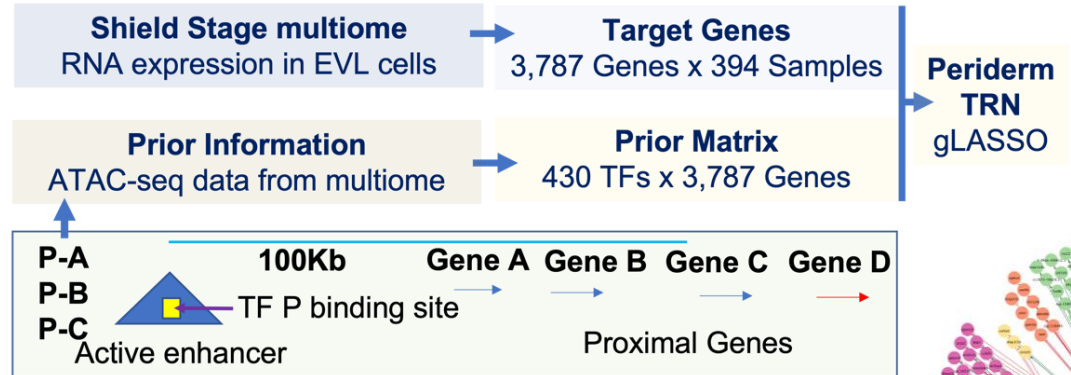 Shield Stage multiome
RNA expression in EVL cells
Target Genes
3,787 Genes x 394 Samples
Periderm
TRN
gLASSO
Prior Information
ATAC-seq data from multiome
Prior Matrix
430 TFs x 3,787 Genes
P-A
P-B
P-C
100Kb
Gene A
Gene B
Gene C
Gene D
TF P binding site
Active enhancer
Proximal Genes